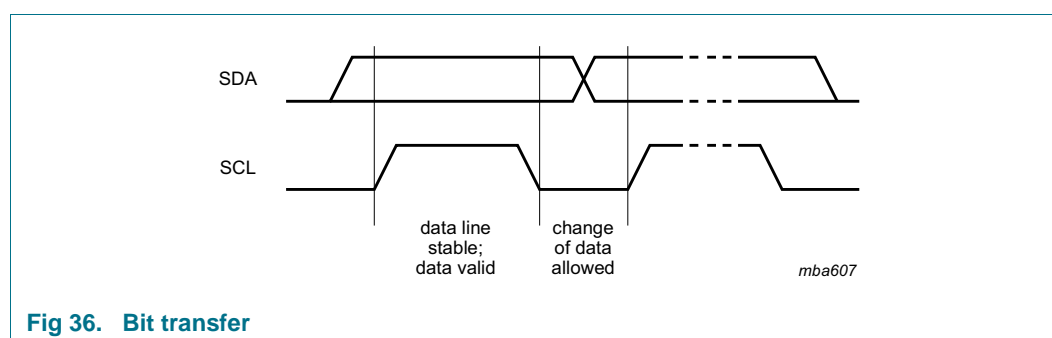 SDA
SCL
data line
stable;
data valid
change
of data
allowed
mba607
Fig 36. Bit transfer